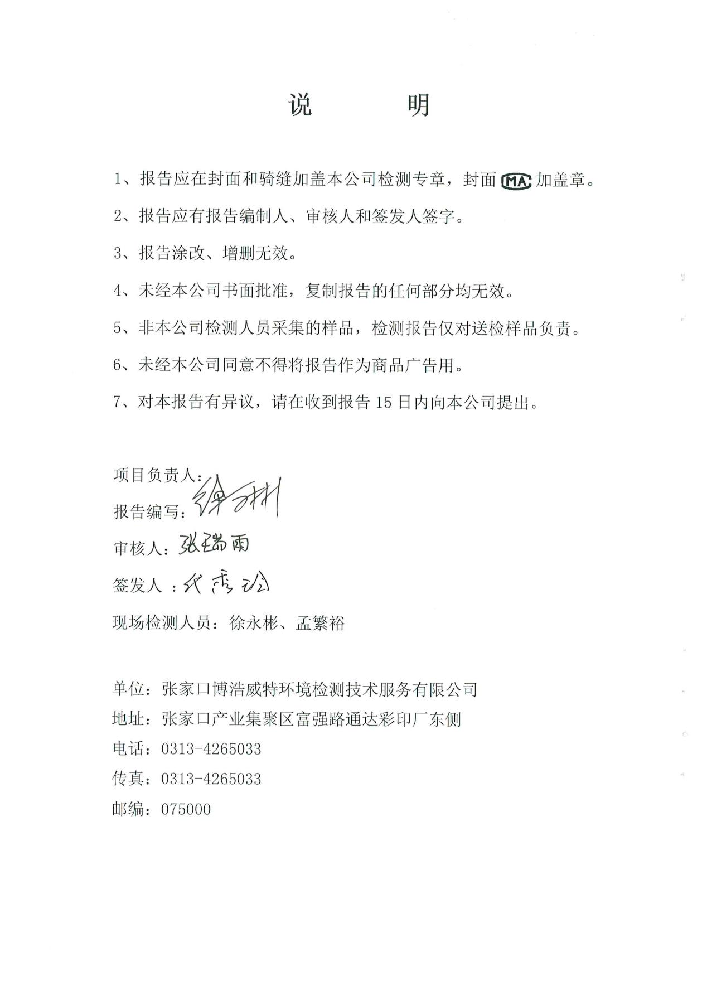 说 明
1、报告应在封面和骑缝加盖本公司检测专章，封面 MA 加盖章。
2、报告应有报告编制人、审核人和签发人签字。
3、报告涂改、增删无效。
4、未经本公司书面批准，复制报告的任何部分均无效。
5、非本公司检测人员采集的样品，检测报告仅对送检样品负责。
6、未经本公司同意不得将报告作为商品广告用。
7、对本报告有异议，请在收到报告 15 日内向本公司提出。
项目负责人：
报告编写：
审核人：张瑞雨
签发人：代秀玲
现场检测人员：徐永彬、孟繁裕
单位：张家口博浩威特环境检测技术服务有限公司
地址：张家口产业集聚区富强路通达彩印厂东侧
电话：0313-4265033
传真：0313-4265033
邮编：075000